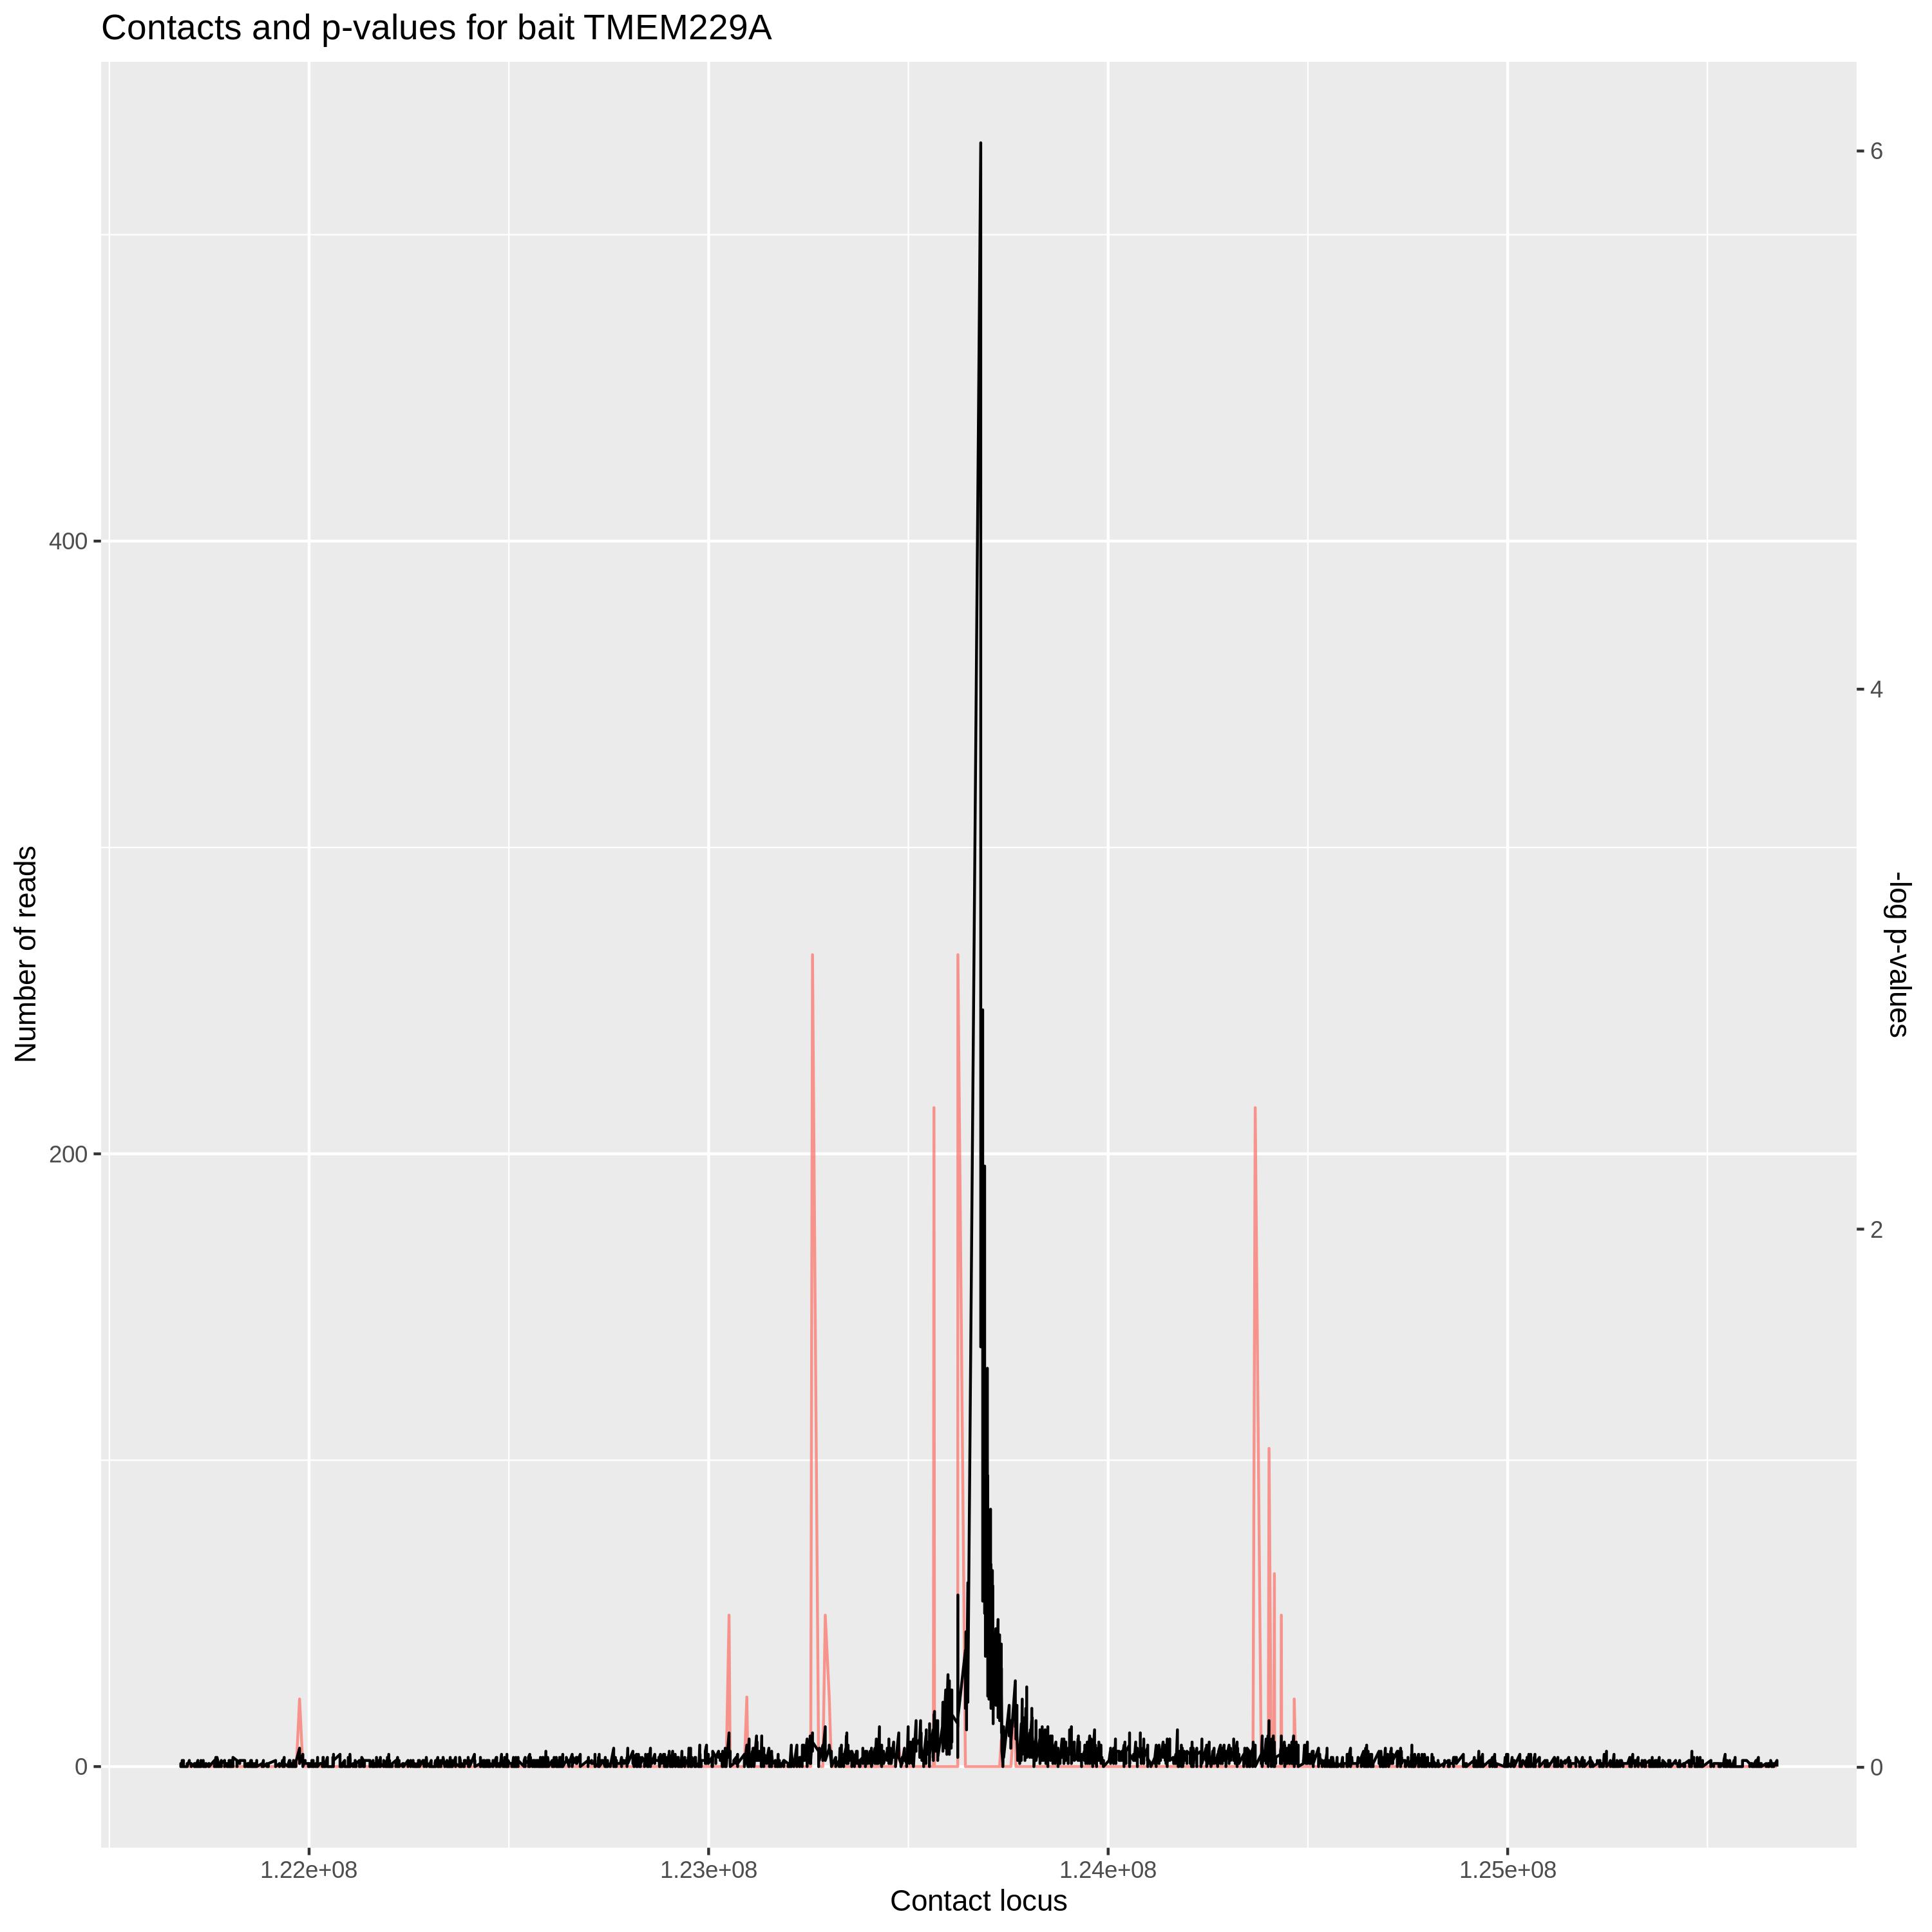 Contacts and p-values for bait TMEM229A
6
400
4
Number of reads
-log p-values
200
2
0
0
1.22e+08
1.23e+08
1.24e+08
1.25e+08
Contact locus